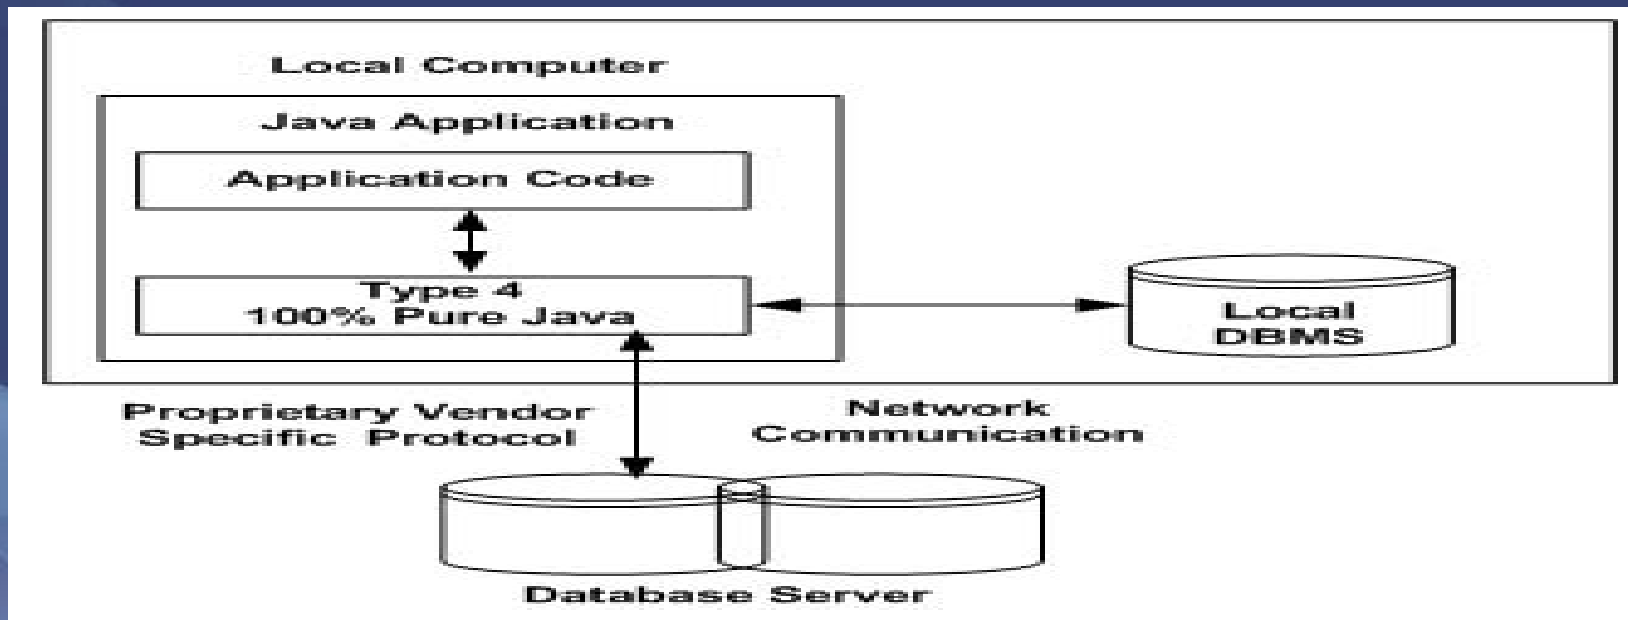 Local Computer
Java Application
Application Code
Type 4
100% Pure Java
Local
DBMS
Proprietary Vendor
Specific Protocol
Network
Communication
Database Server